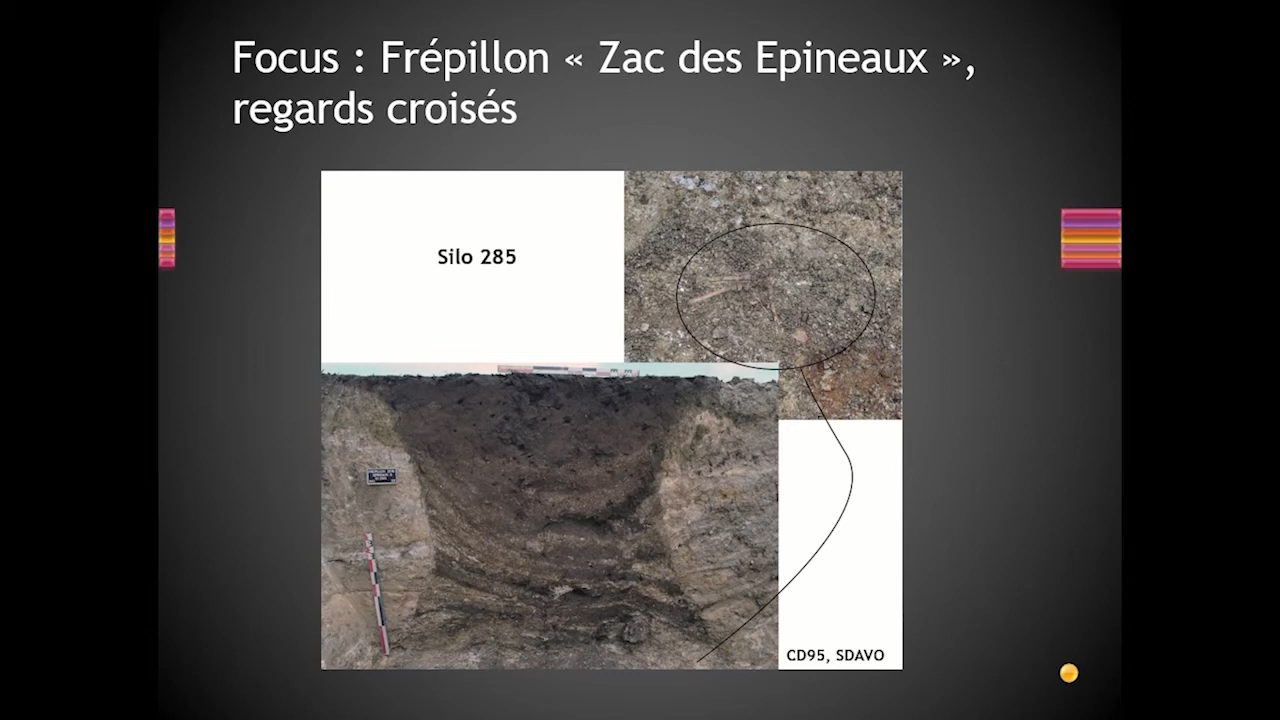 Focus : Frépillon « Zac des Epineaux »,
regards croisés
Silo 285
CD95, SDAVO